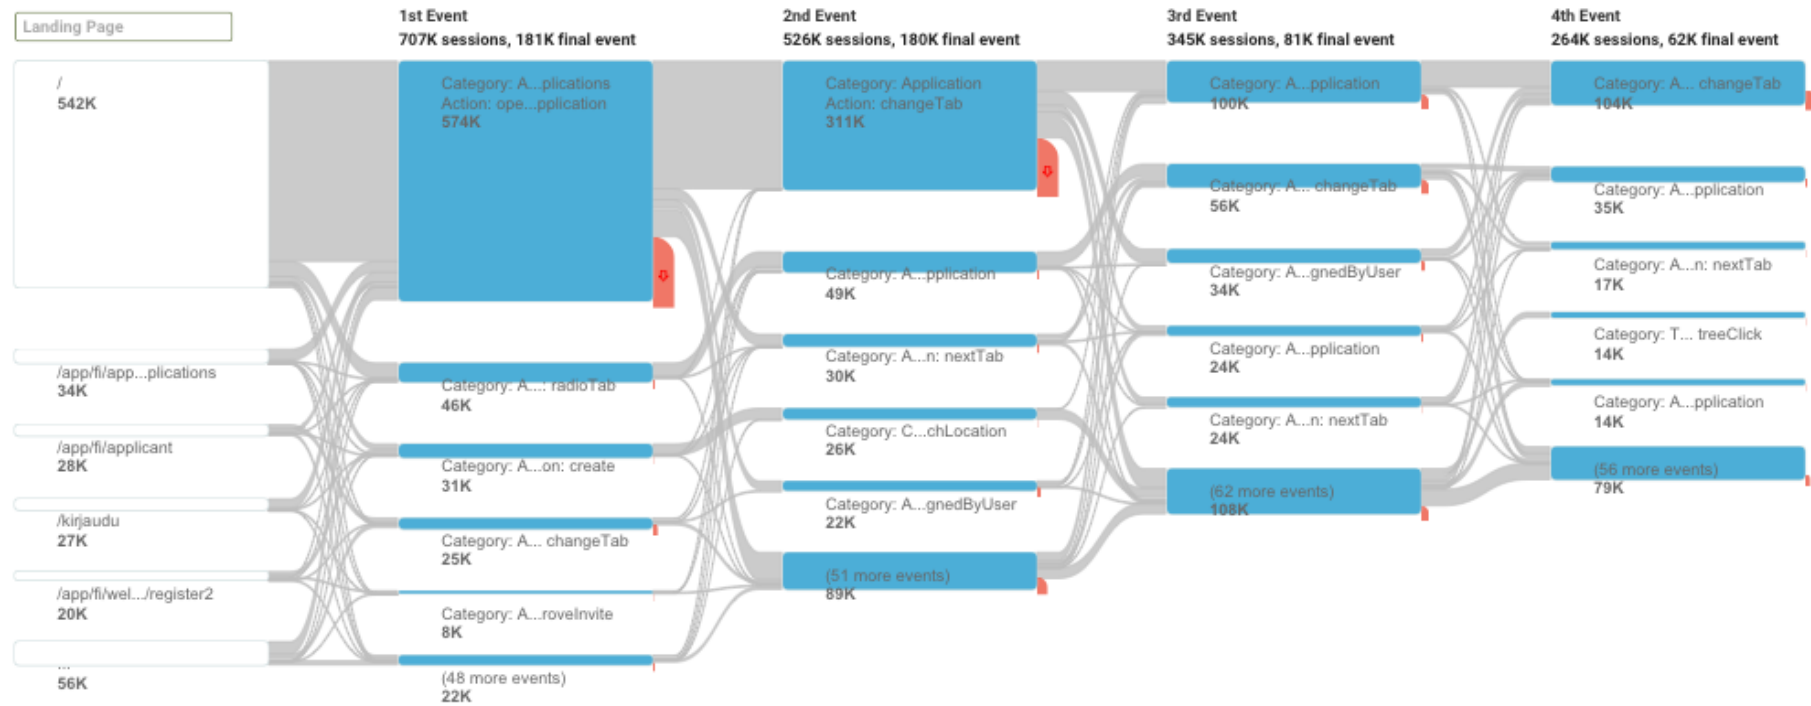 Landing Page
/
542K
/app/fi/app...plications
34K
/app/fi/applicant
28K
/kirjaudu
27K
/app/fi/wel.../register2
20K
...
56K
1st Event
707K sessions, 181K final event
Category: A...plications
Action: ope...pplication
574K
Category: A...: radioTab
46K
Category: A...on: create
31K
Category: A... changeTab
25K
Category: A...roveInvite
8K
(48 more events)
22K
2nd Event
526K sessions, 180K final event
Category: Application
Action: changeTab
311K
Category: A...pplication
49K
Category: A...n: nextTab
30K
Category: C...chLocation
26K
Category: A...gnedByUser
22K
(51 more events)
89K
3rd Event
345K sessions, 81K final event
Category: A...pplication
100K
Category: A... changeTab
56K
Category: A...gnedByUser
34K
Category: A...pplication
24K
Category: A...n: nextTab
24K
(62 more events)
108K
4th Event
264K sessions, 62K final event
Category: A... changeTab
104K
Category: A...pplication
35K
Category: A...n: nextTab
17K
Category: T... treeClick
14K
Category: A...pplication
14K
(56 more events)
79K